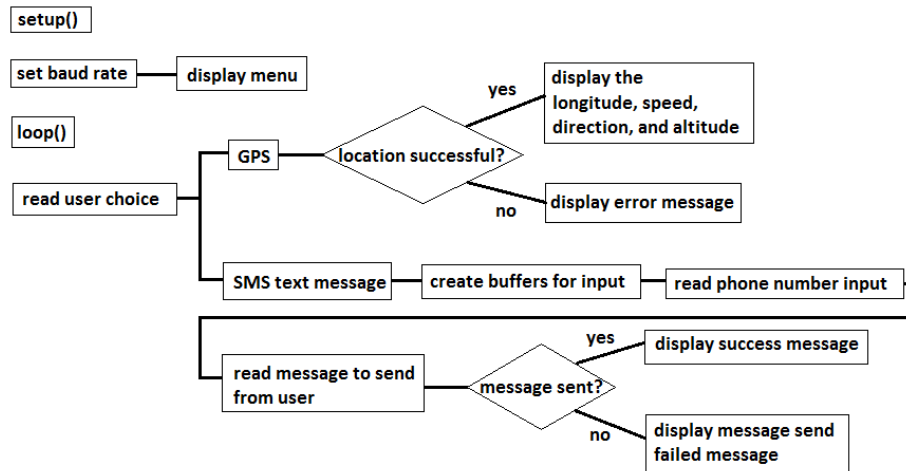 setup()
set baud rate
display menu
loop()
read user choice
GPS
location successful?
yes
display the
longitude, speed,
direction, and altitude
no
display error message
SMS text message
create buffers for input
read phone number input
read message to send
from user
message sent?
yes
display success message
no
display message send
failed message